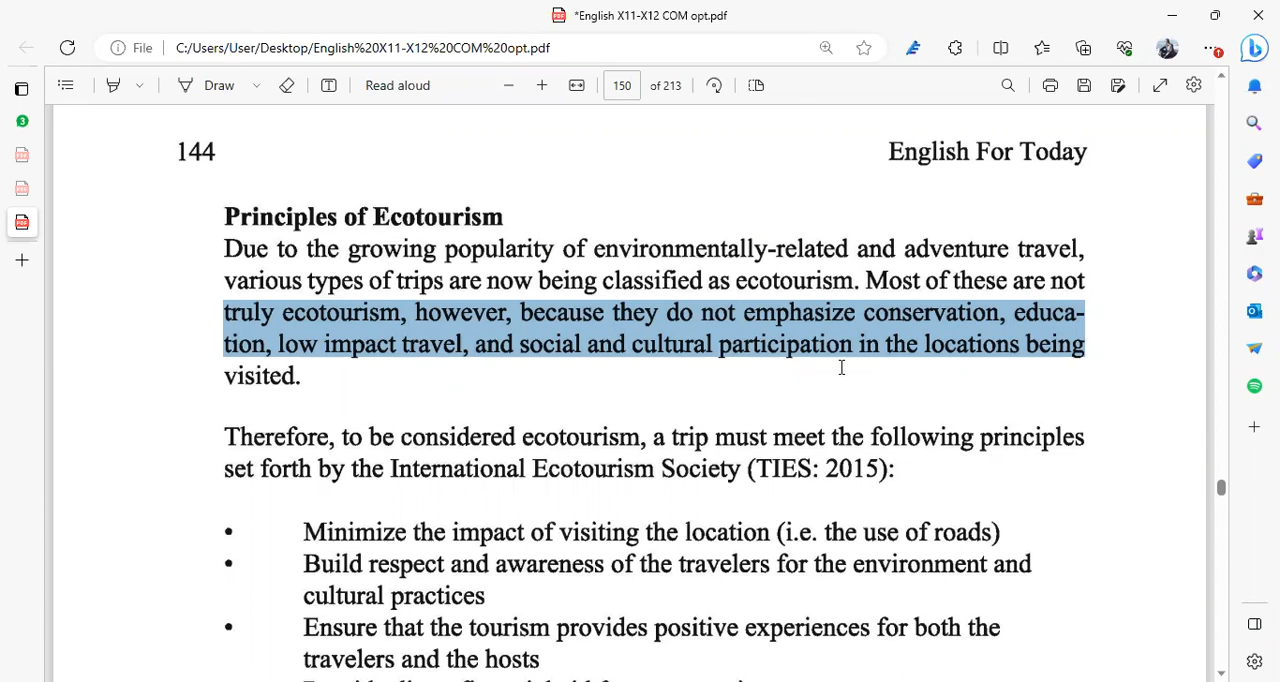 *English X11-X12 COM opt.pdf
File
C:/Users/User/Desktop/English%20X11-X12%20COM%20opt.pdf
Draw
Read aloud
150
of 213
144
English For Today
Principles of Ecotourism
Due to the growing popularity of environmentally-related and adventure travel,
various types of trips are now being classified as ecotourism. Most of these are not
truly ecotourism, however, because they do not emphasize conservation, educa-
tion, low impact travel, and social and cultural participation in the locations being
visited.
Therefore, to be considered ecotourism, a trip must meet the following principles
set forth by the International Ecotourism Society (TIES: 2015):
• Minimize the impact of visiting the location (i.e. the use of roads)
• Build respect and awareness of the travelers for the environment and
cultural practices
• Ensure that the tourism provides positive experiences for both the
travelers and the hosts